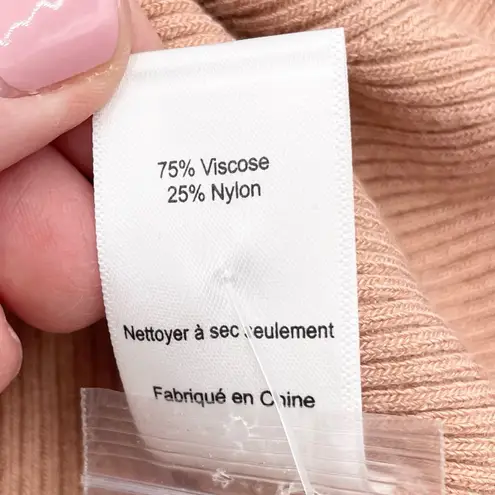 75% Viscose
25% Nylon
Nettoyer à sec seulement
Fabriqué en Chine